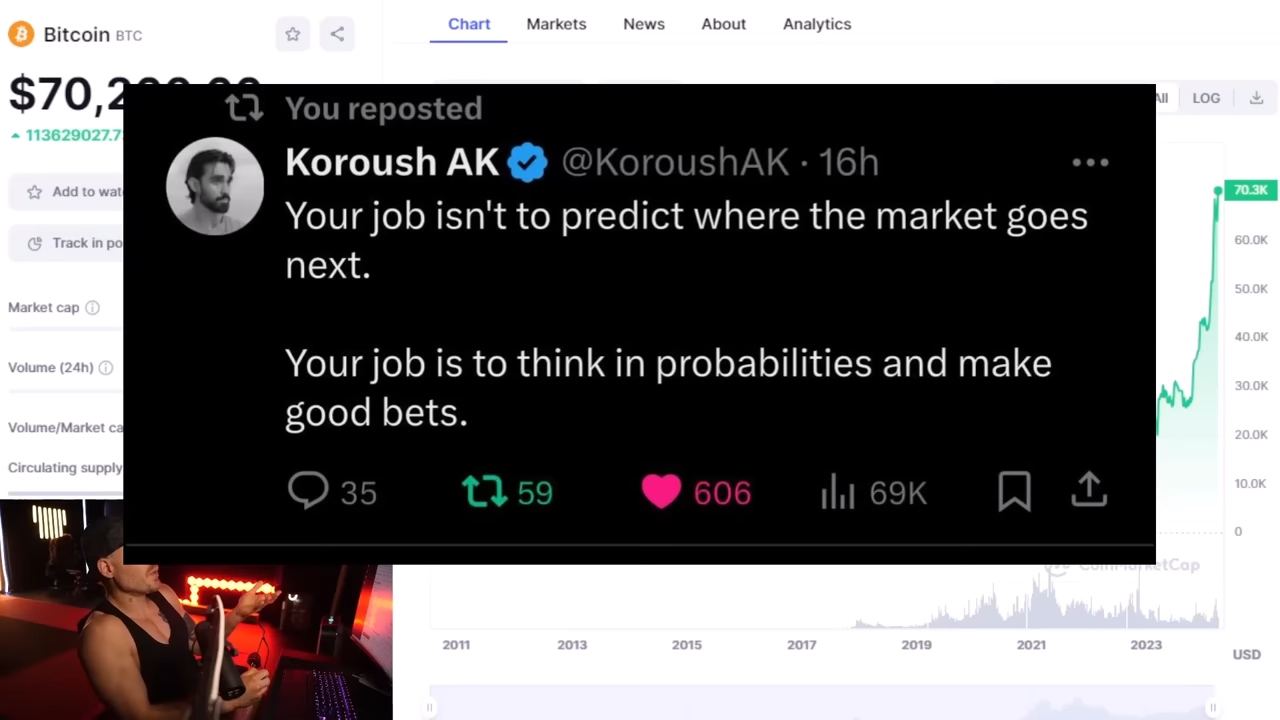 Bitcoin BTC
Chart Markets News About Analytics
$70,2
All LOG
113629027.7
Add to wat
Track in po
Market cap
Volume (24h)
Volume/Market ca
Circulating supply
You reposted
Koroush AK @KoroushAK · 16h
Your job isn't to predict where the market goes
next.
Your job is to think in probabilities and make
good bets.
35 59 606 69K
70.3K
60.0K
50.0K
40.0K
30.0K
20.0K
10.0K
0
CoinMarketCap
2011 2013 2015 2017 2019 2021 2023
USD